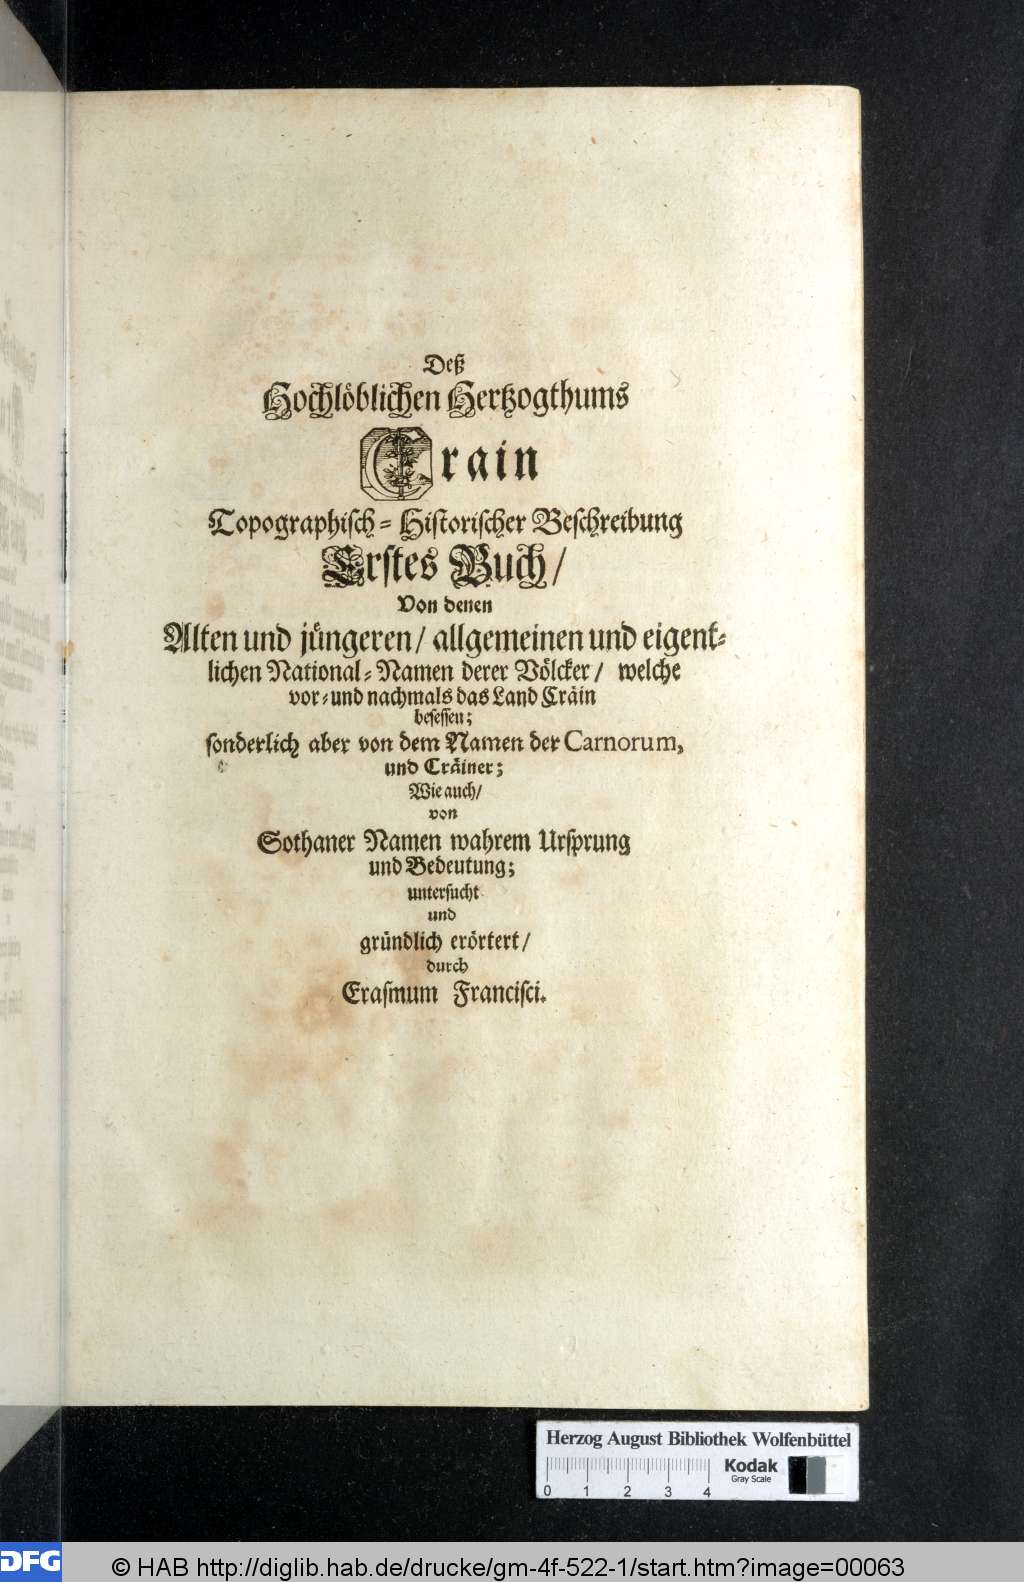 Deß
Hochlöblichen Hertzogthums
Crain
Topographisch-Historischer Beschreibung
Erstes Buch/
Von denen
Alten und jüngeren/ allgemeinen und eigent-
lichen National-Namen derer Völcker/ welche
vor- und nachmals das Land Cräin
besessen;
sonderlich aber von dem Namen der Carnorum,
und Cräiner;
Wie auch/
von
Sothaner Namen wahrem Ursprung
und Bedeutung;
untersucht
und
gründlich erörtert/
durch
Erasmum Francisci.
Herzog August Bibliothek Wolfenbüttel
Kodak
Gray Scale
0 1 2 3 4
DFG
© HAB http://diglib.hab.de/drucke/gm-4f-522-1/start.htm?image=00063